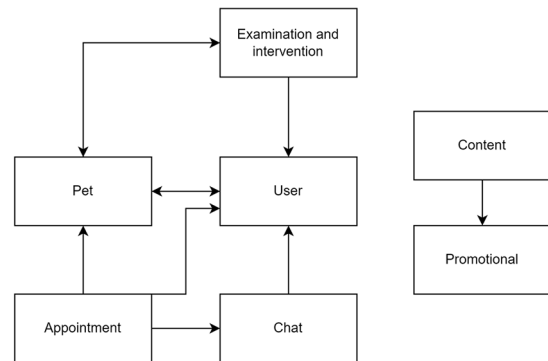 Examination and
intervention
Content
Pet
User
Promotional
Appointment
Chat